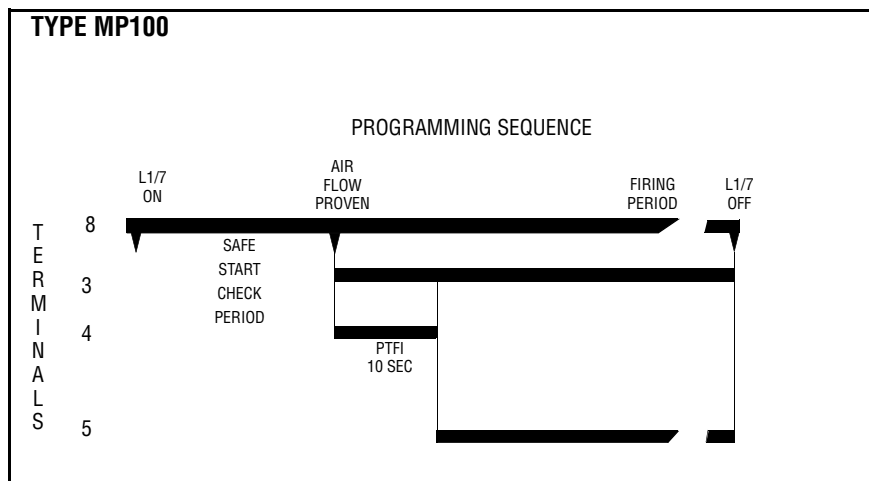 TYPE MP100
PROGRAMMING SEQUENCE
L1/7
ON
AIR
FLOW
PROVEN
FIRING
PERIOD
L1/7
OFF
TERMINALS
8
SAFE
START
CHECK
PERIOD
3
4
PTFI
10 SEC
5